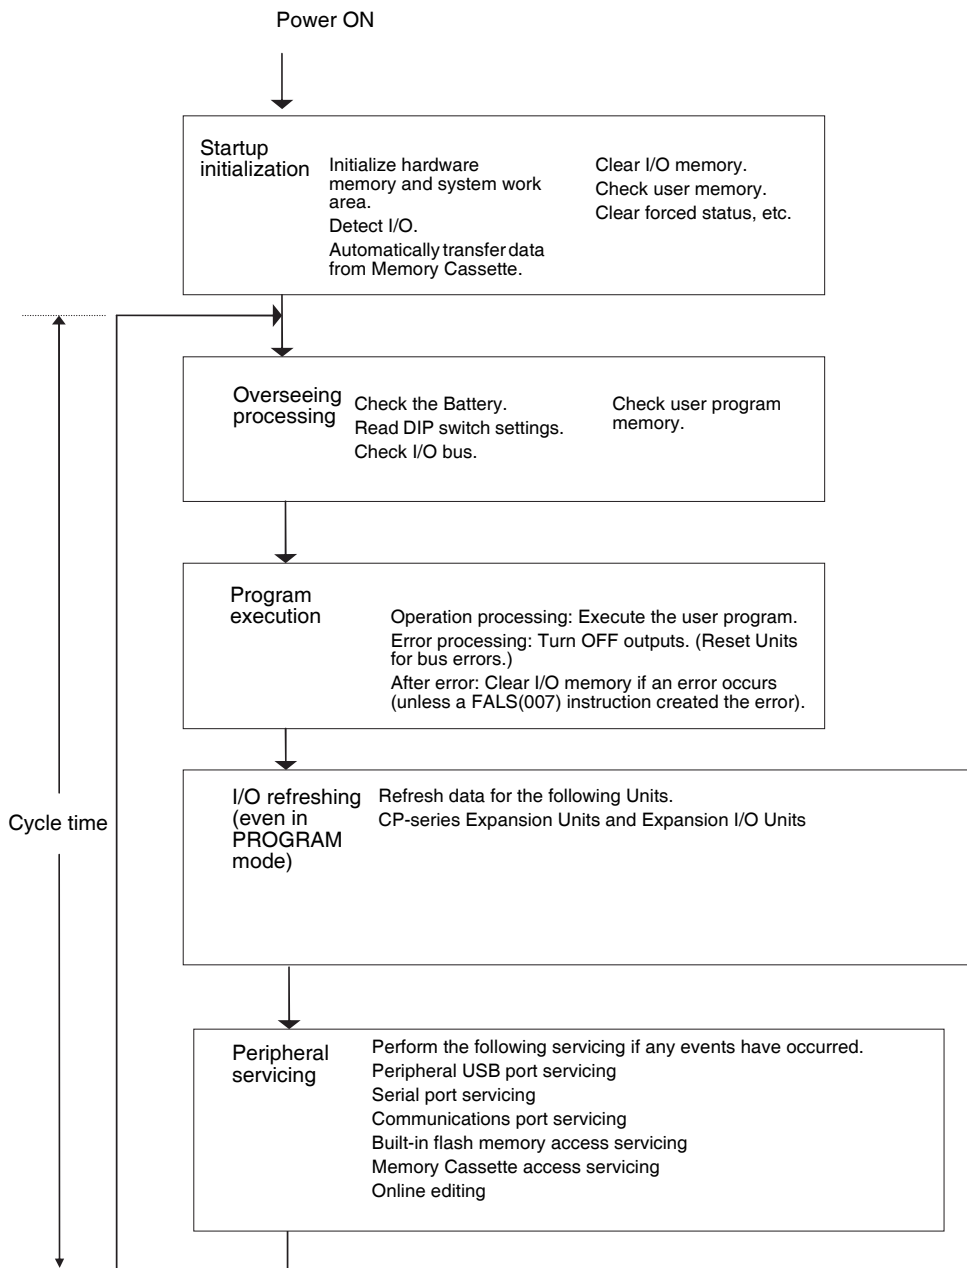 Power ON
Startup
initialization
Initialize hardware
memory and system work
area.
Detect I/O.
Automatically transfer data
from Memory Cassette.
Clear I/O memory.
Check user memory.
Clear forced status, etc.
Overseeing
processing
Check the Battery.
Read DIP switch settings.
Check I/O bus.
Check user program
memory.
Program
execution
Operation processing: Execute the user program.
Error processing: Turn OFF outputs. (Reset Units
for bus errors.)
After error: Clear I/O memory if an error occurs
(unless a FALS(007) instruction created the error).
Cycle time
I/O refreshing
(even in
PROGRAM
mode)
Refresh data for the following Units.
CP-series Expansion Units and Expansion I/O Units
Peripheral
servicing
Perform the following servicing if any events have occurred.
Peripheral USB port servicing
Serial port servicing
Communications port servicing
Built-in flash memory access servicing
Memory Cassette access servicing
Online editing